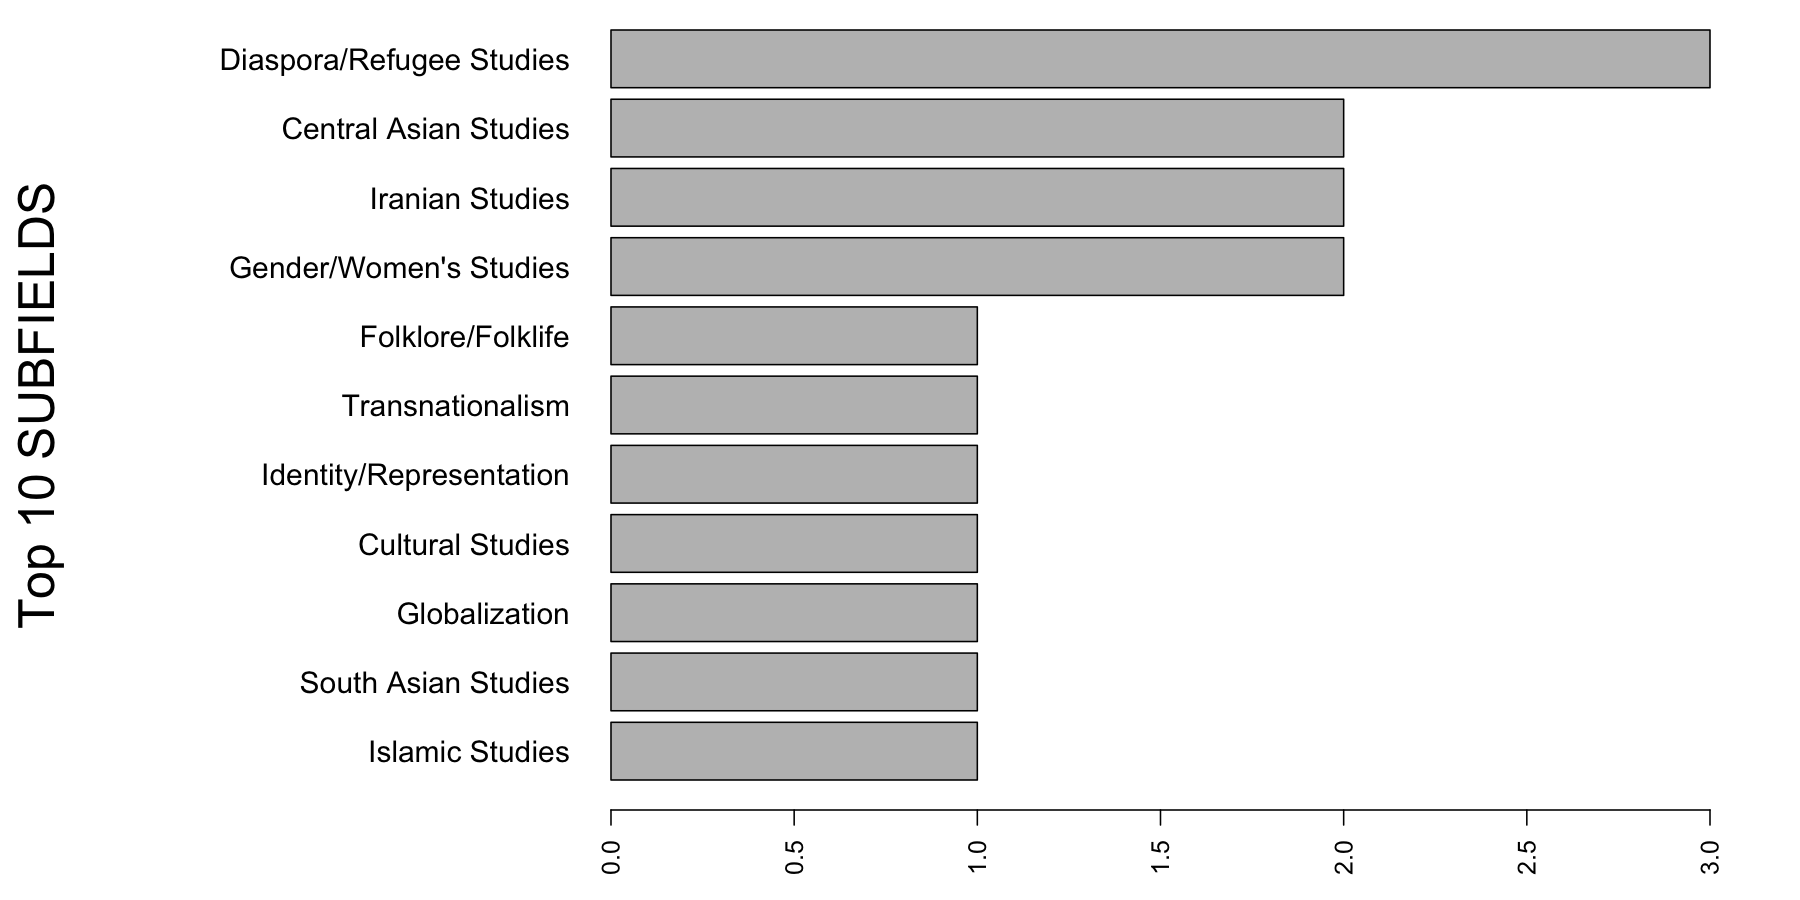 Top 10 SUBFIELDS
Diaspora/Refugee Studies
Central Asian Studies
Iranian Studies
Gender/Women's Studies
Folklore/Folklife
Transnationalism
Identity/Representation
Cultural Studies
Globalization
South Asian Studies
Islamic Studies
0.0 0.5 1.0 1.5 2.0 2.5 3.0